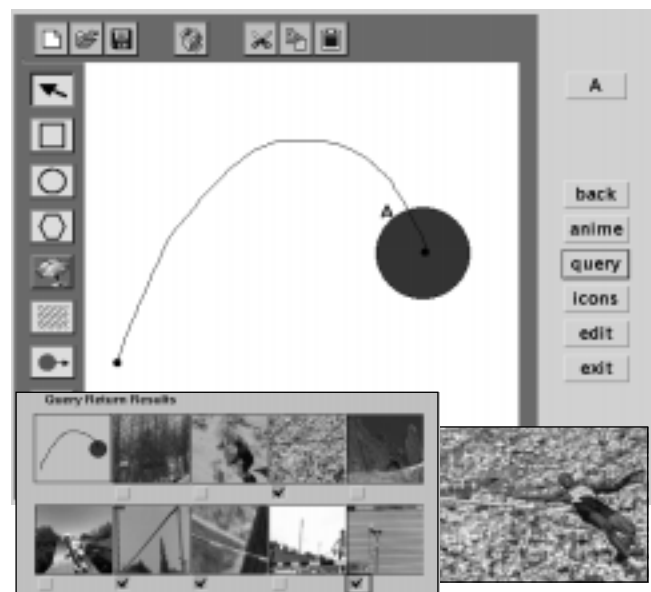 A
A
back
anime
query
icons
edit
exit
Query Return Results